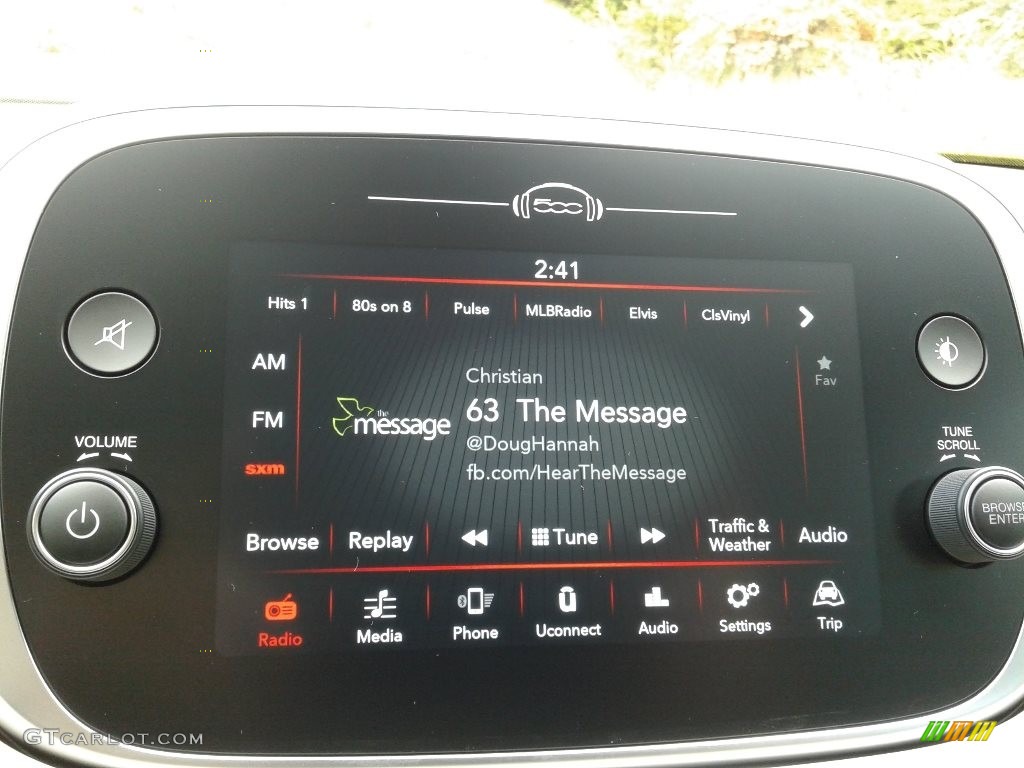 500
2:41
Hits 1 80s on 8 Pulse MLBRadio Elvis ClsVinyl
AM
FM
sxm
Christian
the message
63 The Message
@DougHannah
fb.com/HearTheMessage
Fav
VOLUME
TUNE
SCROLL
BROWSE
ENTER
Browse Replay Tune Traffic &
Weather Audio
Radio Media Phone Uconnect Audio Settings Trip
GTCARLOT.COM